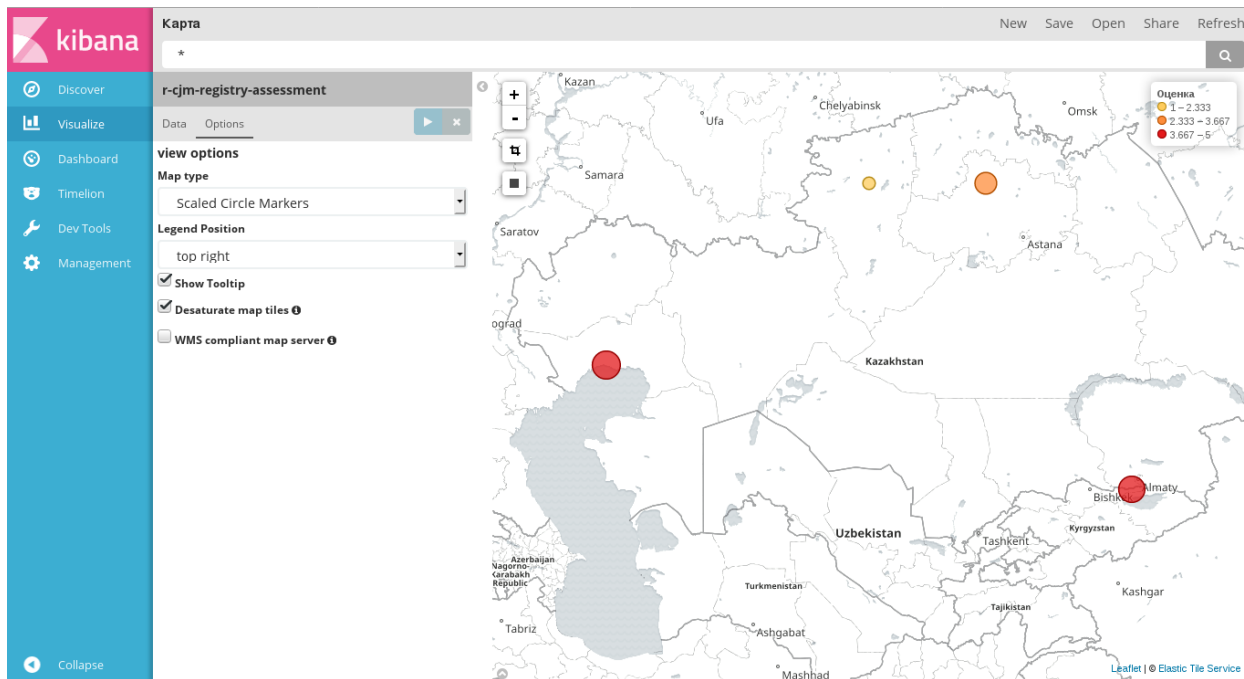 kibana
Discover
Visualize
Dashboard
Timelion
Dev Tools
Management
Collapse
Карта
New Save Open Share Refresh
*
r-cjm-registry-assessment
Data Options
view options
Map type
Scaled Circle Markers
Legend Position
top right
Show Tooltip
Desaturate map tiles
WMS compliant map server
+
-
Оценка
1 – 2.333
2.333 – 3.667
3.667 – 5
Kazan
Ufa
Chelyabinsk
Omsk
Samara
Saratov
Astana
ograd
Kazakhstan
Almaty
Bishkek
Kyrgyzstan
Uzbekistan
Tashkent
Azerbaijan
Nagorno-
Karabakh
Republic
Turkmenistan
Kashgar
Tajikistan
Tabriz
Ashgabat
Mashhad
Leaflet | © Elastic Tile Service